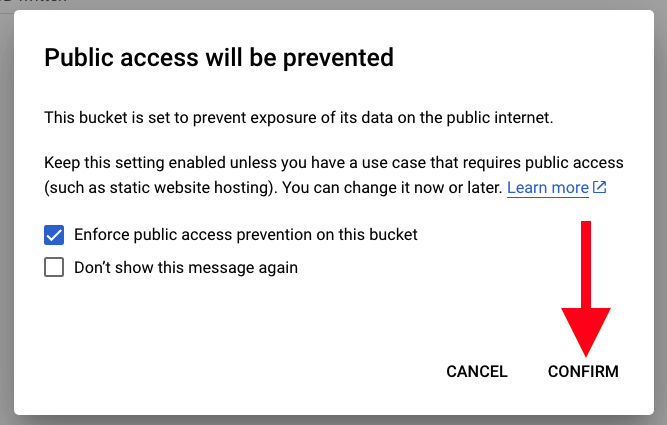 Public access will be prevented
This bucket is set to prevent exposure of its data on the public internet.
Keep this setting enabled unless you have a use case that requires public access
(such as static website hosting). You can change it now or later. Learn more
Enforce public access prevention on this bucket
Don’t show this message again
CANCEL CONFIRM